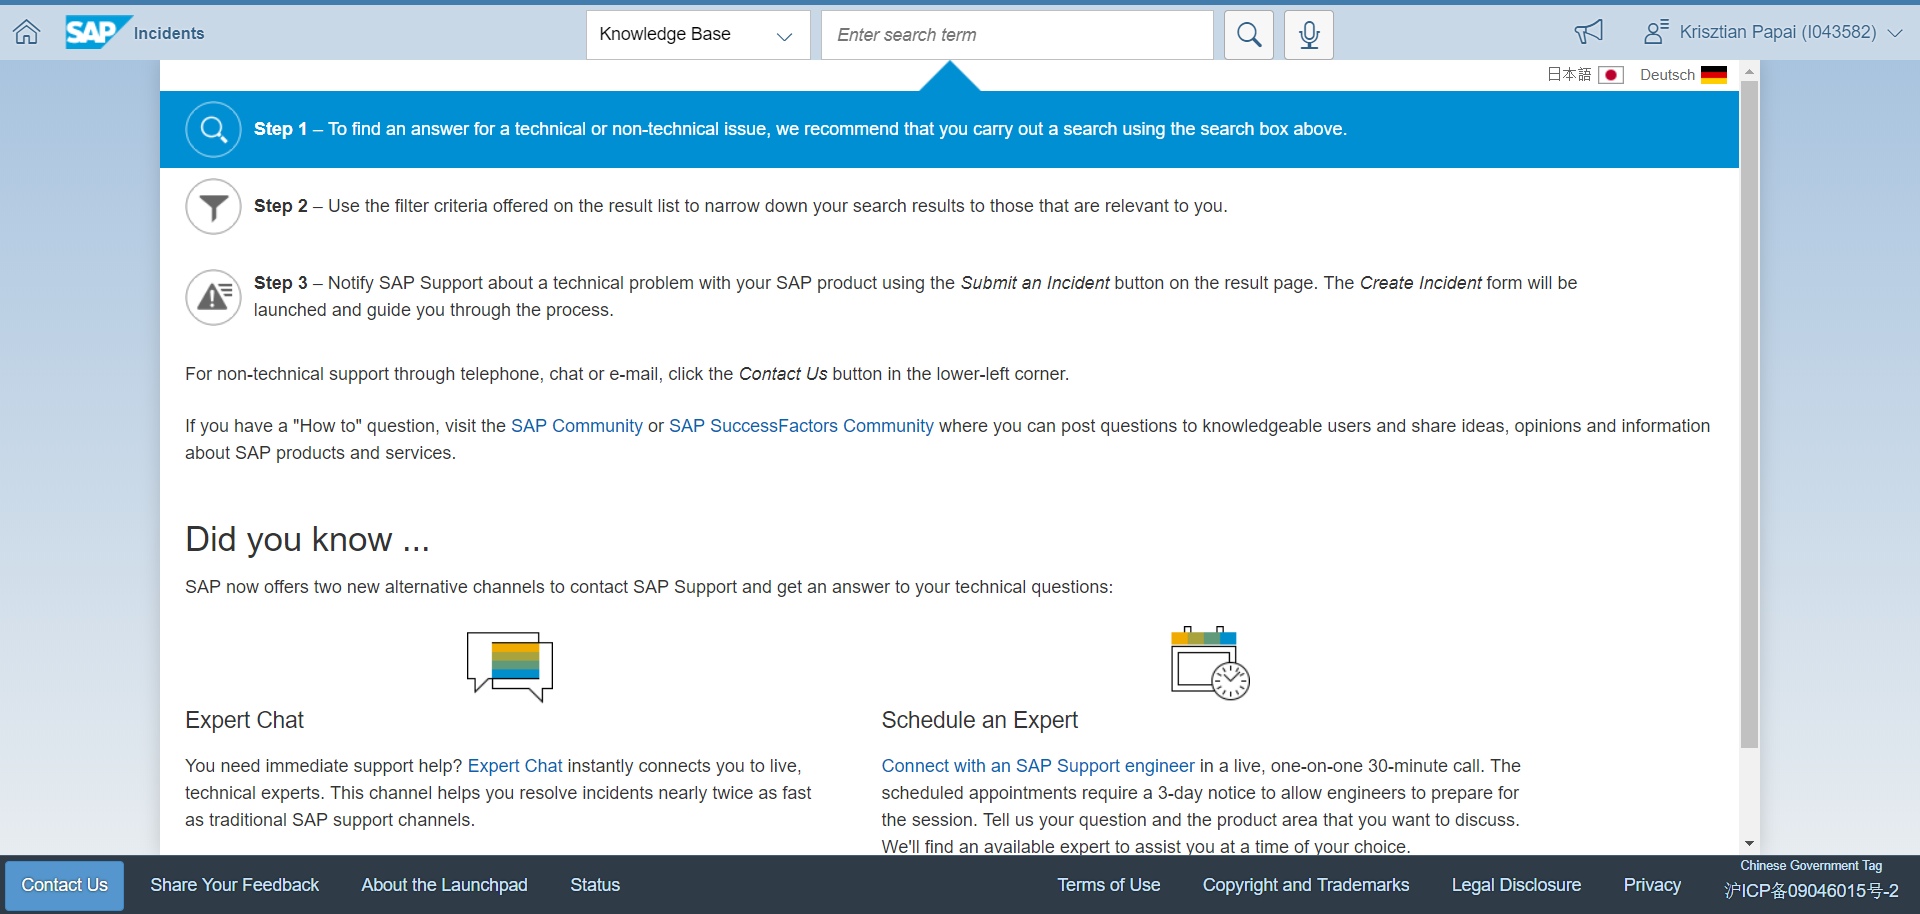 SAP Incidents
Knowledge Base
Enter search term
Krisztian Papai (I043582)
日本語
Deutsch
Step 1 – To find an answer for a technical or non-technical issue, we recommend that you carry out a search using the search box above.
Step 2 – Use the filter criteria offered on the result list to narrow down your search results to those that are relevant to you.
Step 3 – Notify SAP Support about a technical problem with your SAP product using the Submit an Incident button on the result page. The Create Incident form will be
launched and guide you through the process.
For non-technical support through telephone, chat or e-mail, click the Contact Us button in the lower-left corner.
If you have a "How to" question, visit the SAP Community or SAP SuccessFactors Community where you can post questions to knowledgeable users and share ideas, opinions and information
about SAP products and services.
Did you know ...
SAP now offers two new alternative channels to contact SAP Support and get an answer to your technical questions:
Expert Chat
You need immediate support help? Expert Chat instantly connects you to live,
technical experts. This channel helps you resolve incidents nearly twice as fast
as traditional SAP support channels.
Schedule an Expert
Connect with an SAP Support engineer in a live, one-on-one 30-minute call. The
scheduled appointments require a 3-day notice to allow engineers to prepare for
the session. Tell us your question and the product area that you want to discuss.
We'll find an available expert to assist you at a time of your choice.
Contact Us
Share Your Feedback
About the Launchpad
Status
Terms of Use
Copyright and Trademarks
Legal Disclosure
Privacy
Chinese Government Tag
沪ICP备09046015号-2